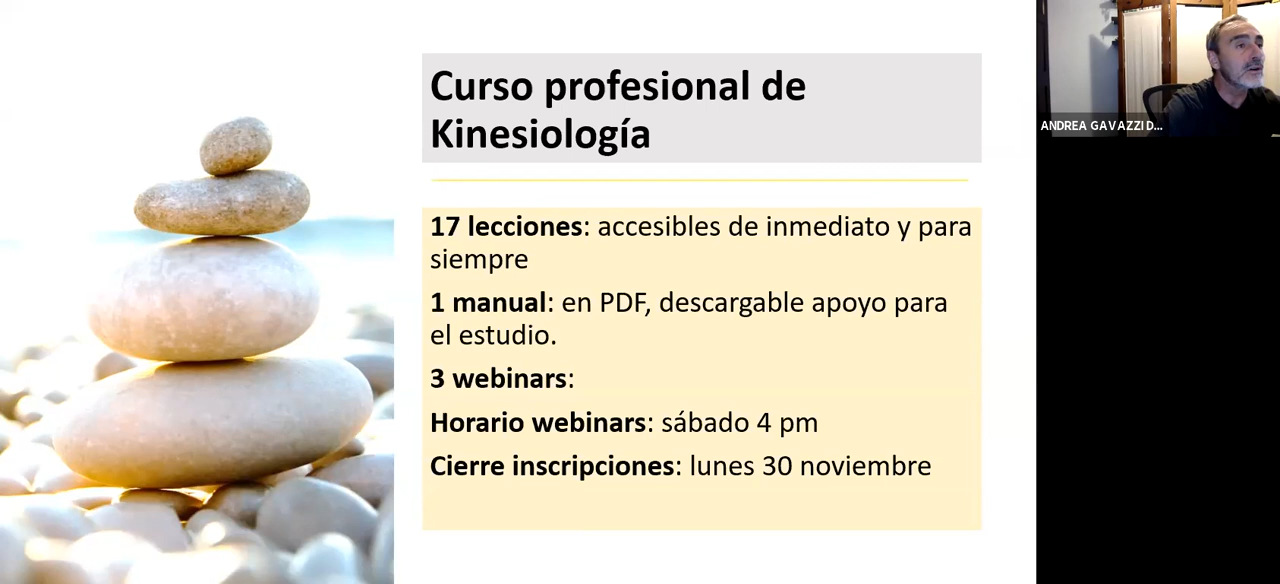 Curso profesional de
Kinesiología
17 lecciones: accesibles de inmediato y para
siempre
1 manual: en PDF, descargable apoyo para
el estudio.
3 webinars:
Horario webinars: sábado 4 pm
Cierre inscripciones: lunes 30 noviembre
ANDREA GAVAZZI D...